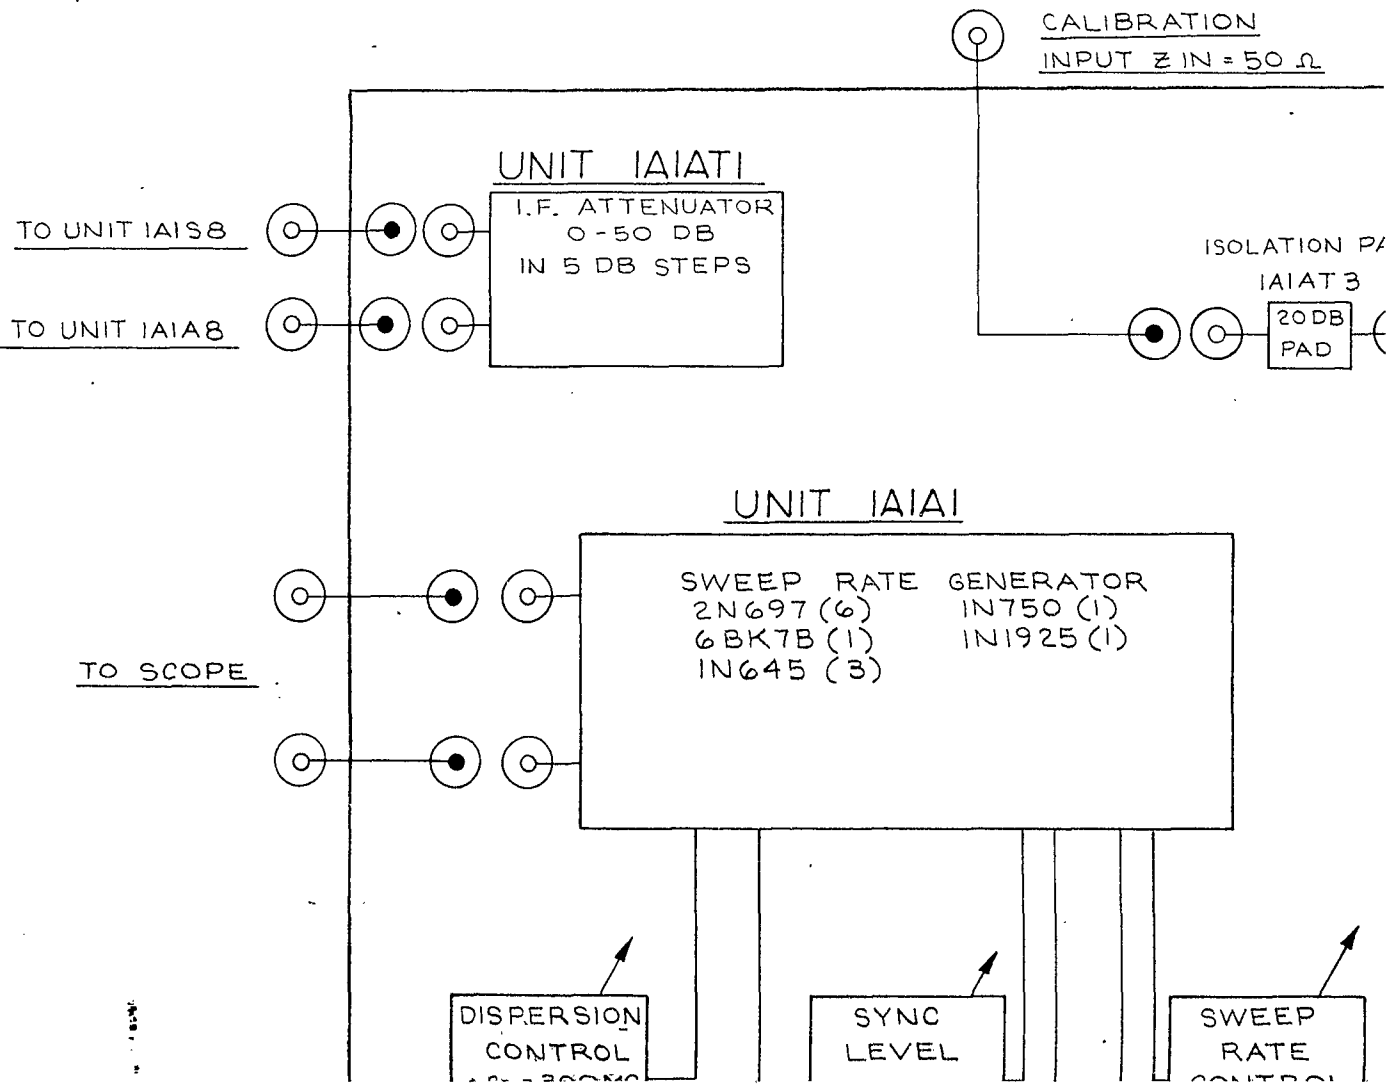 CALIBRATION
INPUT Z IN = 50 Ω
UNIT 1A1AT1
I.F. ATTENUATOR
0-50 DB
IN 5 DB STEPS
TO UNIT 1A1S8
TO UNIT 1A1A8
ISOLATION
1A1AT3
20DB
PAD
UNIT 1A1A1
SWEEP RATE GENERATOR
2N697 (6) 1N750 (1)
6BK7B (1) 1N1925 (1)
1N645 (3)
TO SCOPE
DISPERSION
CONTROL
SYNC
LEVEL
SWEEP
RATE
CONTROL